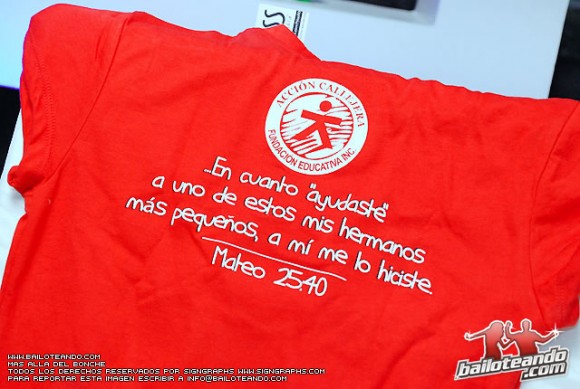 SS
ACCIÓN CALLEJERA
FUNDACIÓN EDUCATIVA INC
...En cuanto "ayudaste"
a uno de estos mis hermanos
más pequeños, a mí me lo hiciste.
Mateo 25:40
WWW.BAILOTEANDO.COM
MAS ALLA DEL BONCHE
TODOS LOS DERECHOS RESERVADOS POR SIGNGRAPHS WWW.SIGNGRAPHS.COM
PARA REPORTAR ESTA IMAGEN ESCRIBIR A INFO@BAILOTEANDO.COM
bailoteando
.com